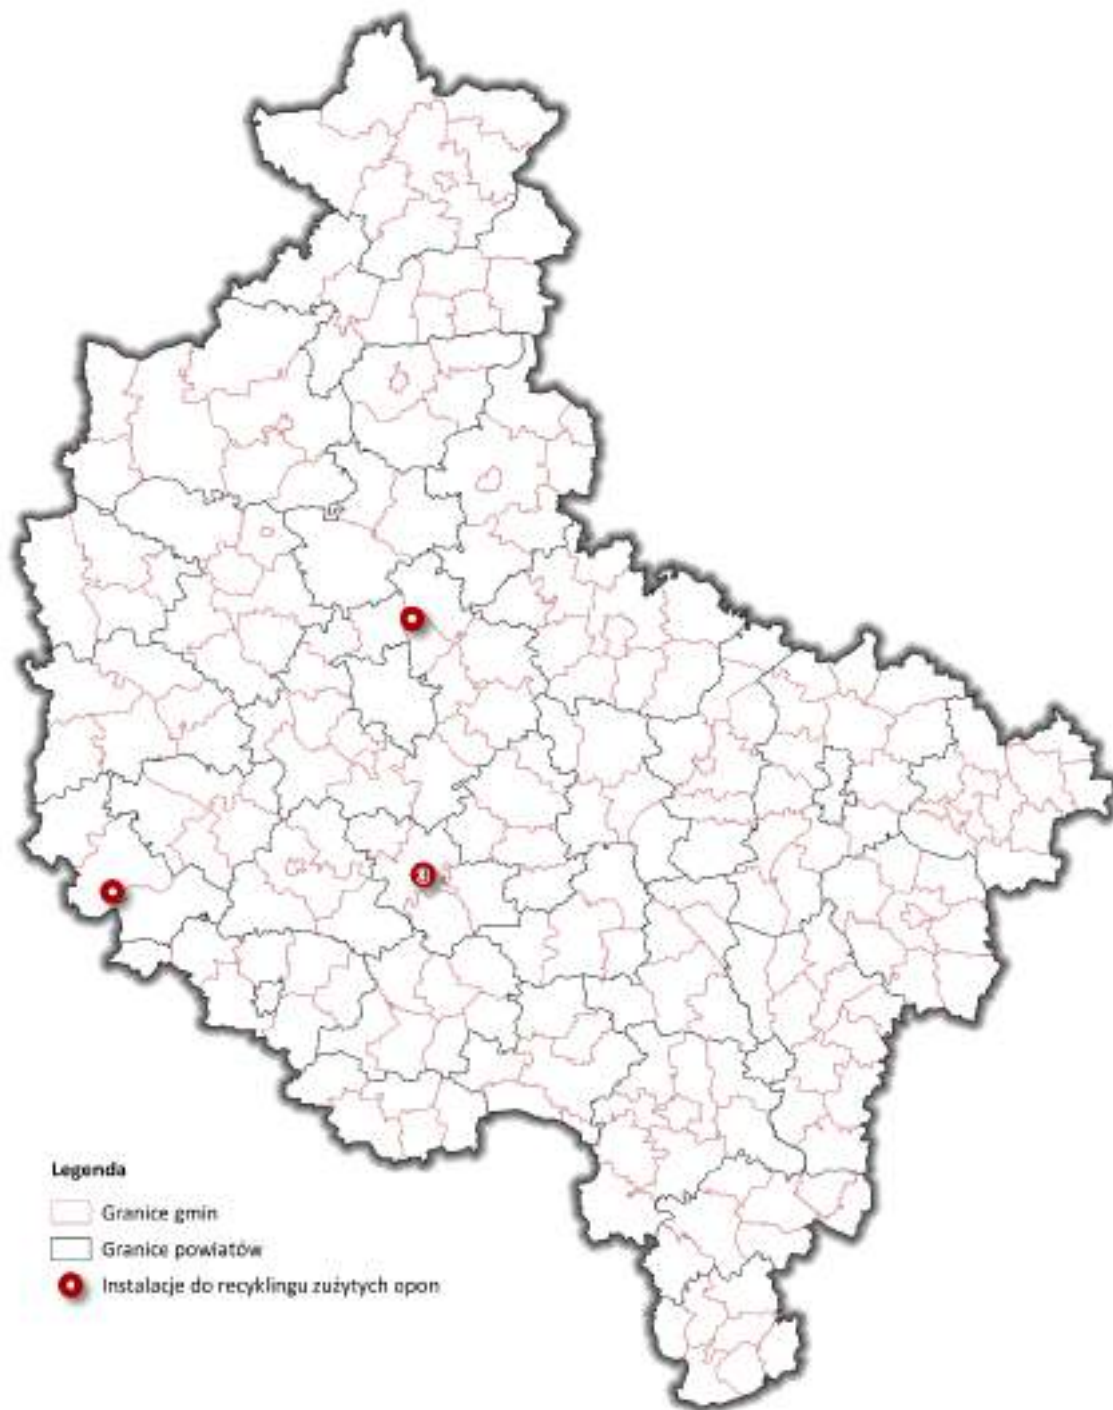 Legenda
Granice gmin
Granice powiatów
Instalacje do recyklingu zużytych opon